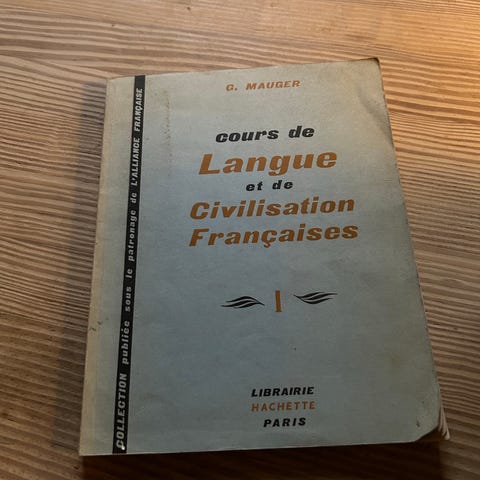 G. MAUGER
cours de
Langue
et de
Civilisation
Françaises
I
LIBRAIRIE
HACHETTE
PARIS
COLLECTION publiée sous le patronage de L'ALLIANCE FRANÇAISE